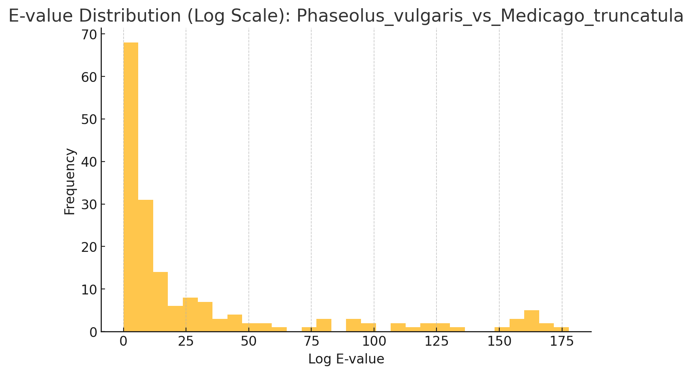 E-value Distribution (Log Scale): Phaseolus_vulgaris_vs_Medicago_truncatula
70
60
50
40
30
20
10
0
Frequency
0 25 50 75 100 125 150 175
Log E-value